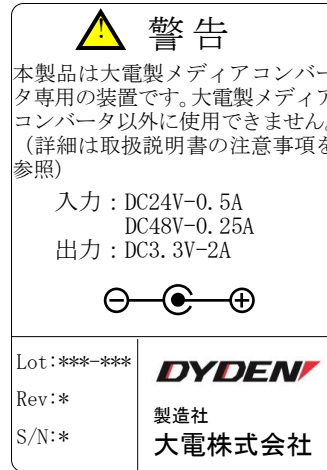 警告
本製品は大電製メディアコンバー
タ専用の装置です。大電製メディア
コンバータ以外に使用できません。
(詳細は取扱説明書の注意事項を
参照)
入力:DC24V-0.5A
DC48V-0.25A
出力:DC3.3V-2A
Lot:***-***
Rev:*
S/N:*
DYDEN
製造社
大電株式会社